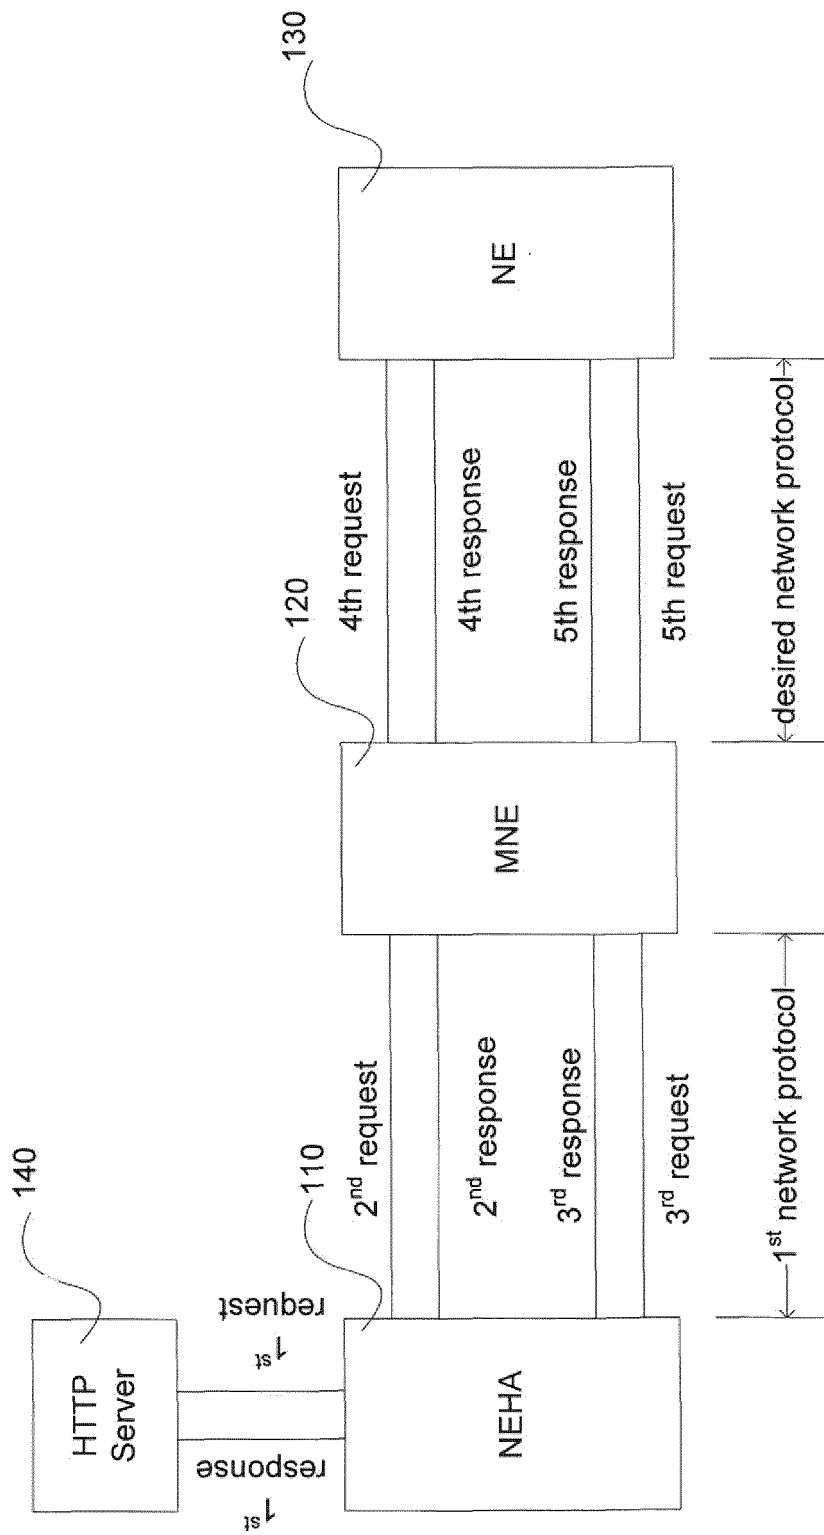 140
HTTP
Server
1st
response
1st
request
110
NEHA
2nd request
2nd response
3rd response
3rd request
1st network protocol
120
MNE
4th request
4th response
5th response
5th request
desired network protocol
130
NE